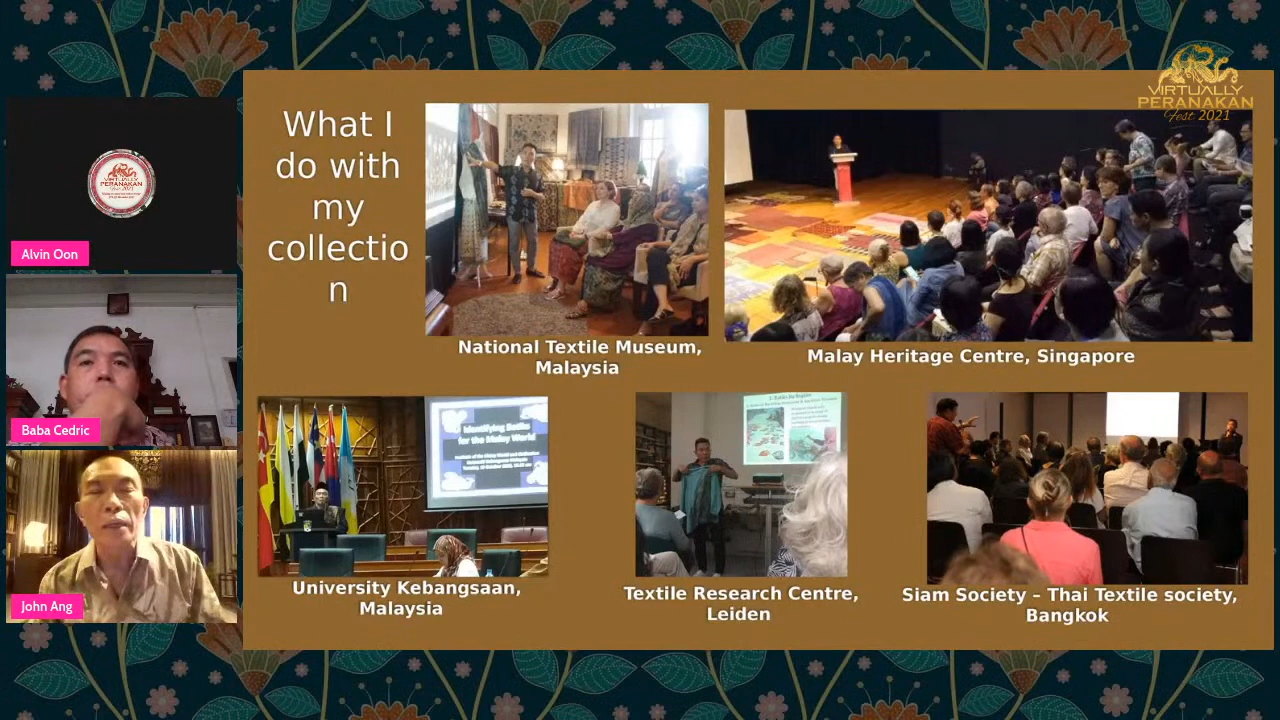 VIRTUALLY
PERANAKAN
Fest 2021
What I
do with
my
collectio
n
National Textile Museum,
Malaysia
Malay Heritage Centre, Singapore
Identifying Batiks
for the Malay World
University Kebangsaan,
Malaysia
Textile Research Centre,
Leiden
Siam Society – Thai Textile society,
Bangkok
VIRTUALLY
PERANAKAN
Alvin Oon
Baba Cedric
John Ang